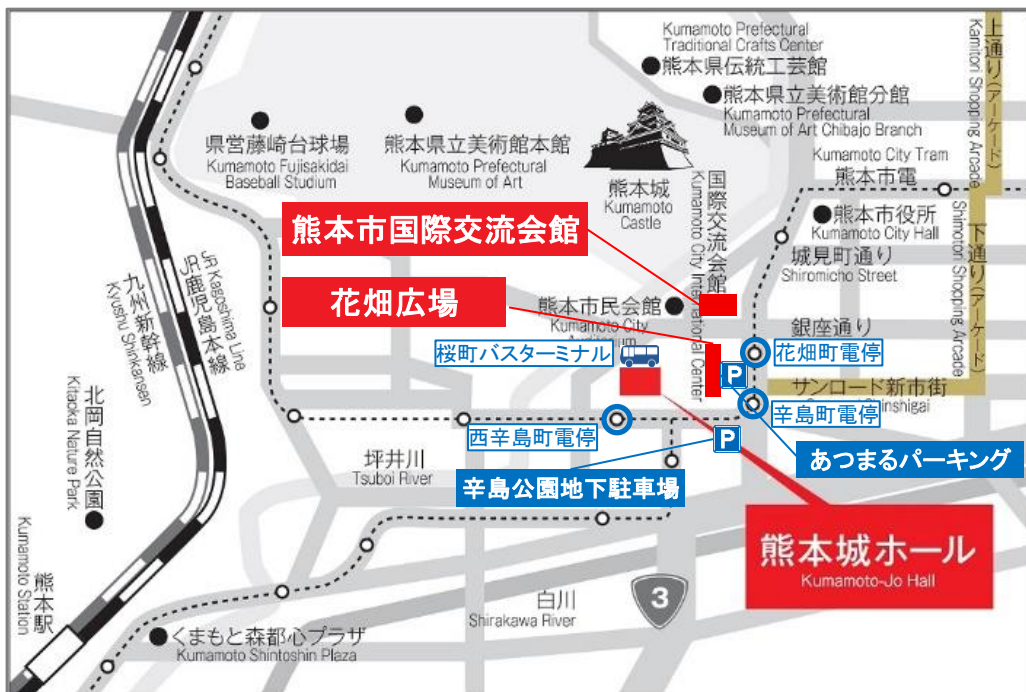 Kumamoto Prefectural
Traditional Crafts Center
熊本県伝統工芸館
熊本県立美術館分館
Kumamoto Prefectural
Museum of Art Chibajo Branch
上通り(アーケード)
Kamitori Shopping Arcade
県営藤崎台球場
Kumamoto Fujisakidai
Baseball Studium
熊本県立美術館本館
Kumamoto Prefectural
Museum of Art
熊本城
Kumamoto
Castle
国際交流会館
Kumamoto City International Center
Kumamoto City Tram
熊本市電
熊本市役所
Kumamoto City Hall
城見町通り
Shiromicho Street
下通り(アーケード)
Shimotori Shopping Arcade
熊本市国際交流会館
花畑広場
熊本市民会館
Kumamoto City
銀座通り
桜町バスターミナル
P
花畑町電停
サンロード新市街
Shinshigai
辛島町電停
西辛島町電停
P
あつまるパーキング
辛島公園地下駐車場
熊本城ホール
Kumamoto-Jo Hall
JR Kagoshima Line
JR鹿児島本線
九州新幹線
Kyushu Shinkansen
北岡自然公園
Kitaoka Nature Park
坪井川
Tsuboi River
3
白川
Shirakawa River
熊本駅
Kumamoto Station
くまもと森都心プラザ
Kumamoto Shintoshin Plaza